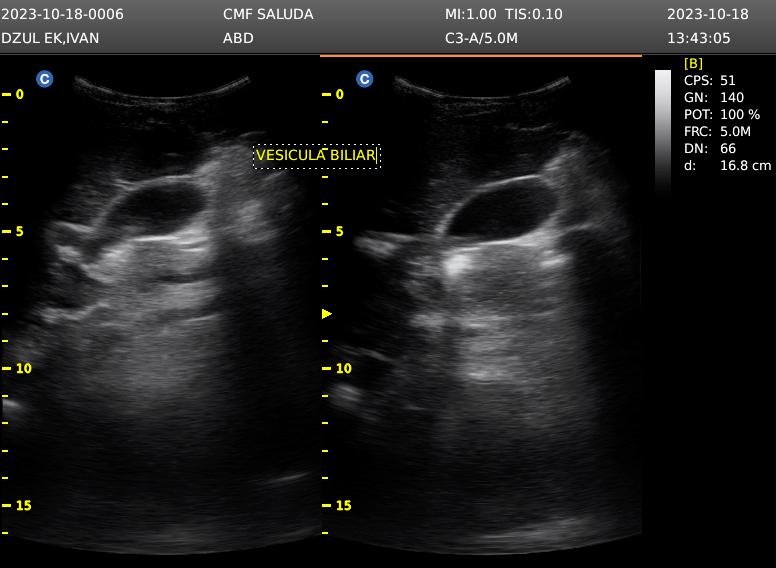 2023-10-18-0006 CMF SALUDA MI:1.00 TIS:0.10 2023-10-18
DZUL EK,IVAN ABD C3-A/5.0M 13:43:05
[B]
CPS: 51
GN: 140
POT: 100 %
FRC: 5.0M
DN: 66
d: 16.8 cm
C C
0 0
VESICULA BILIAR
5 5
10 10
15 15